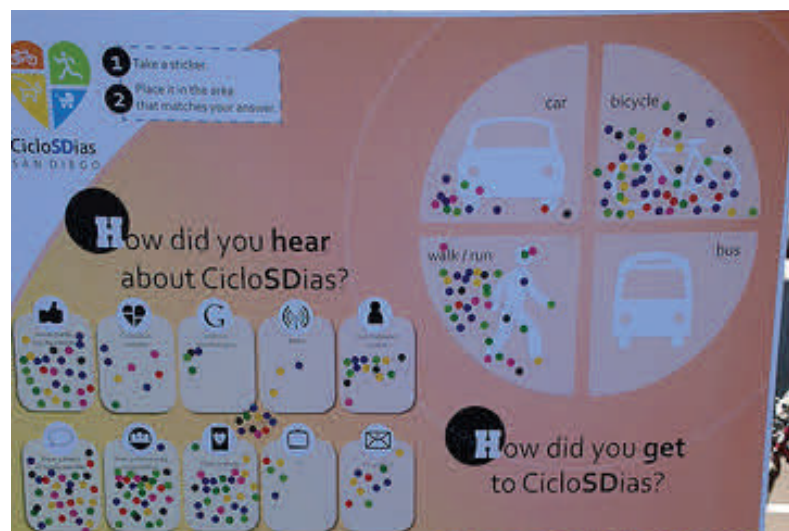 1 Take a sticker.
2 Place it in the area
that matches your answer.
CicloSDias
SAN DIEGO
car
bicycle
walk / run
bus
How did you hear
about CicloSDias?
G
How did you get
to CicloSDias?